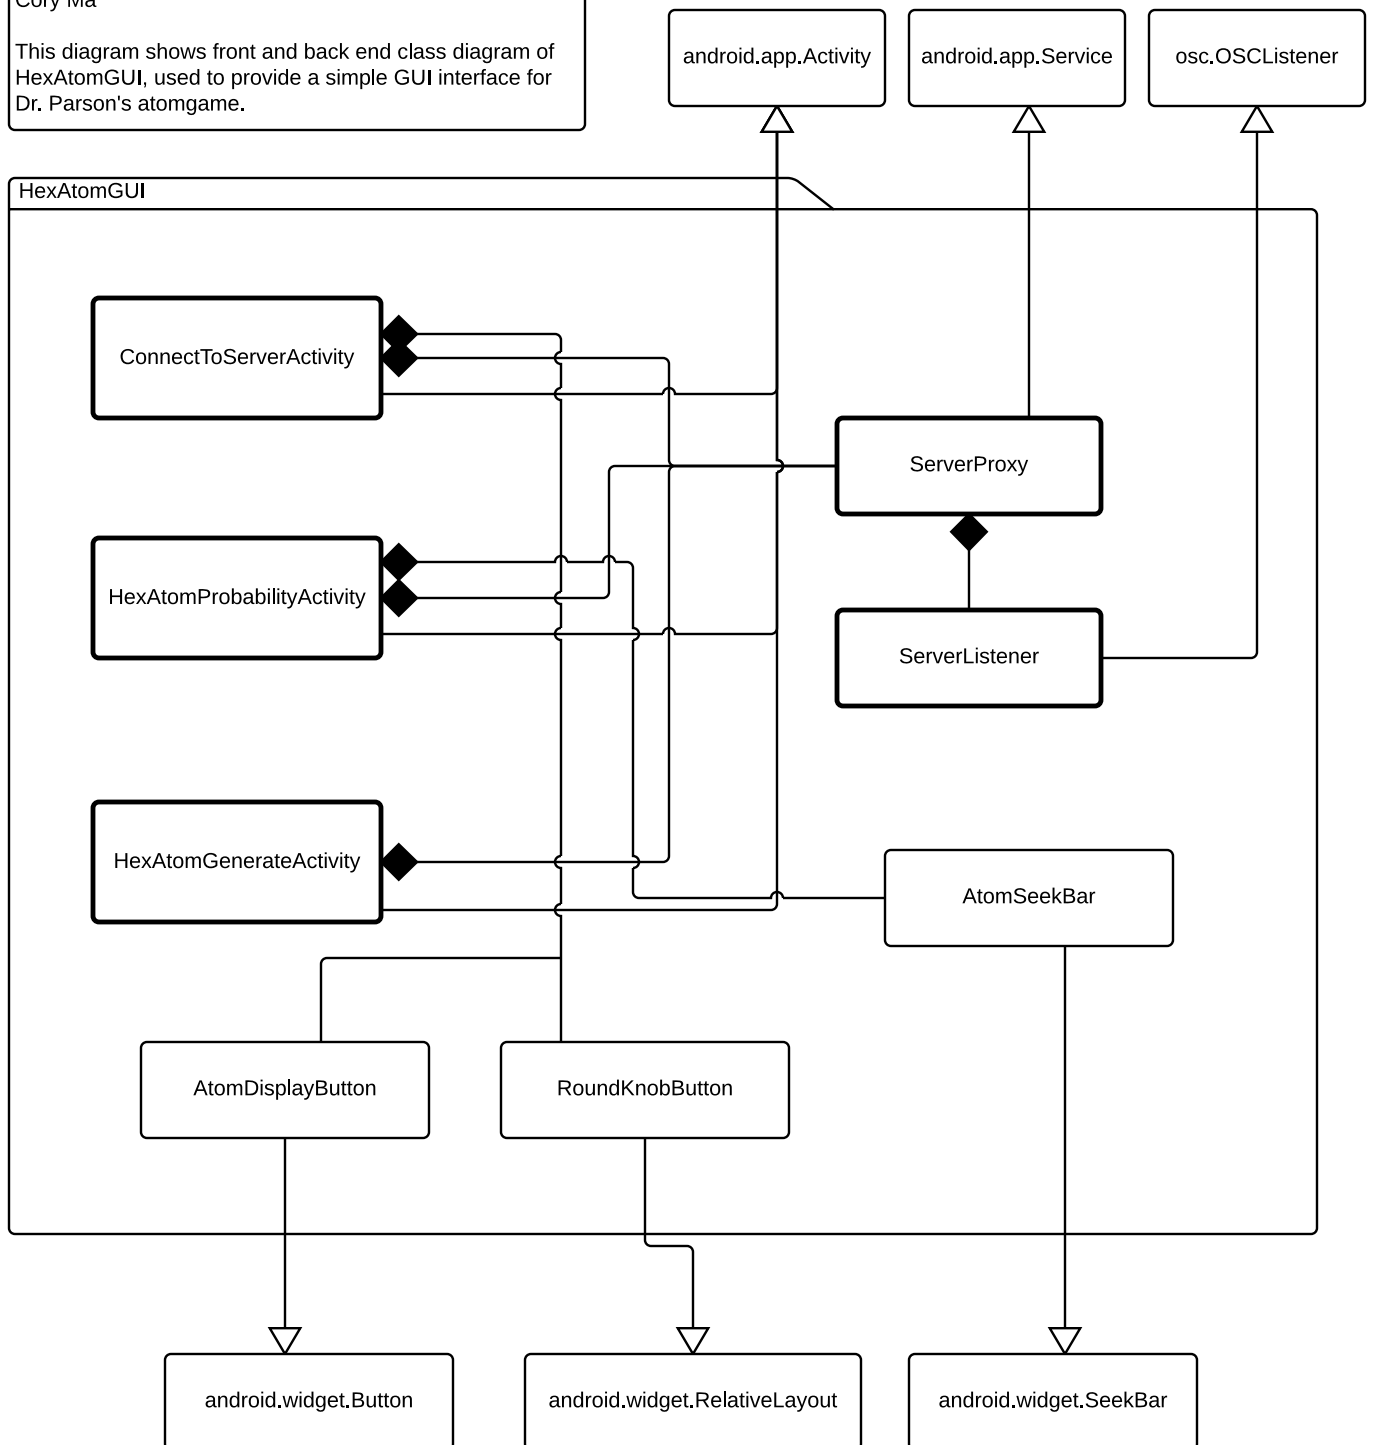 Cory Ma
This diagram shows front and back end class diagram of
HexAtomGUI, used to provide a simple GUI interface for
Dr. Parson's atomgame.
android.app.Activity
android.app.Service
osc.OSCListener
HexAtomGUI
ConnectToServerActivity
ServerProxy
HexAtomProbabilityActivity
ServerListener
HexAtomGenerateActivity
AtomSeekBar
AtomDisplayButton
RoundKnobButton
android.widget.Button
android.widget.RelativeLayout
android.widget.SeekBar